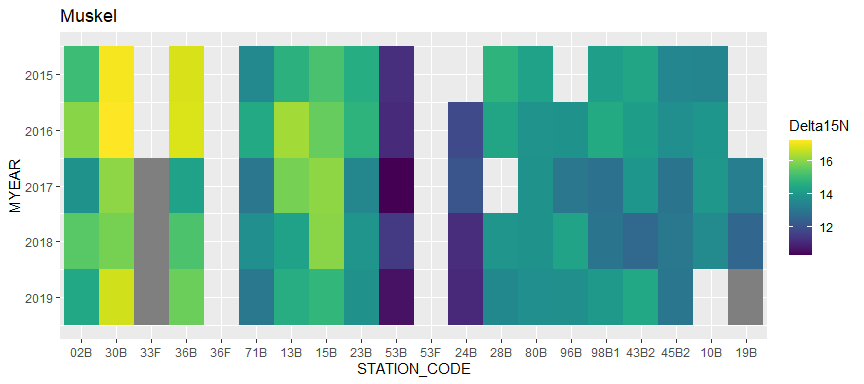 Muskel
MYEAR
2015
2016
2017
2018
2019
02B 30B 33F 36B 36F 71B 13B 15B 23B 53B 53F 24B 28B 80B 96B 98B1 43B2 45B2 10B 19B
STATION_CODE
Delta15N
16
14
12